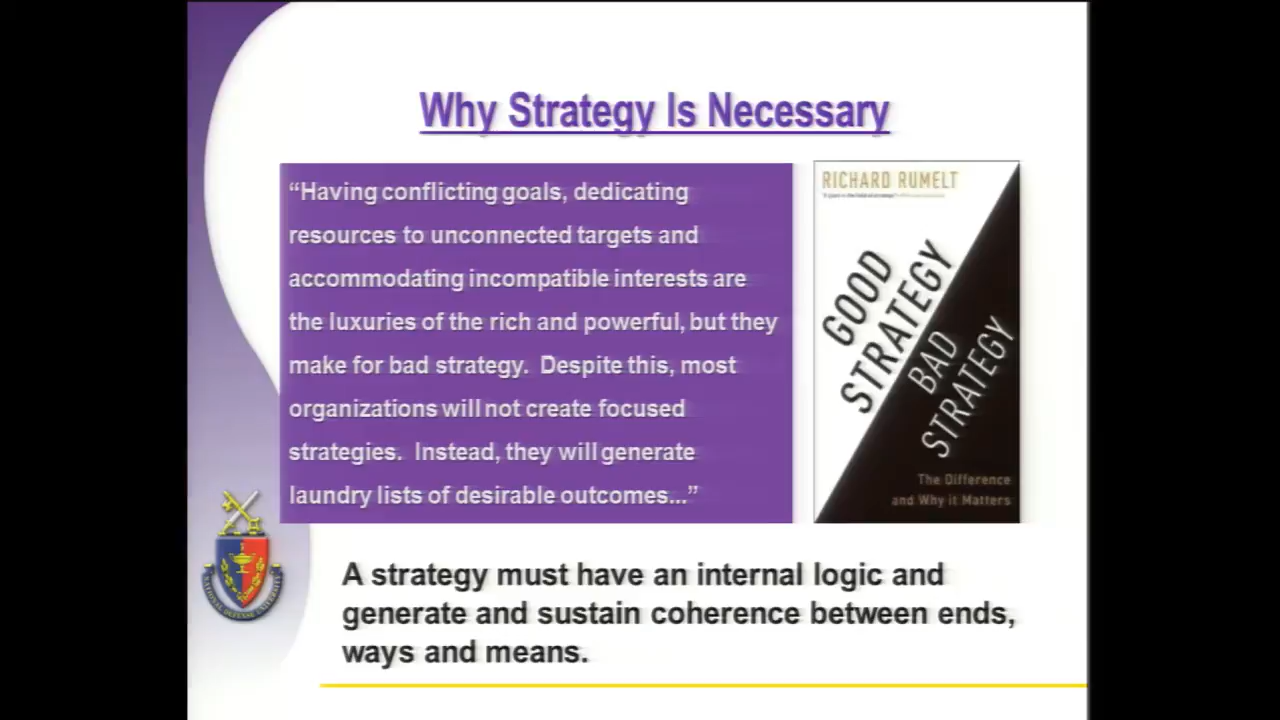 Why Strategy Is Necessary
“Having conflicting goals, dedicating
resources to unconnected targets and
accommodating incompatible interests are
the luxuries of the rich and powerful, but they
make for bad strategy. Despite this, most
organizations will not create focused
strategies. Instead, they will generate
laundry lists of desirable outcomes...”
RICHARD RUMELT
GOOD
STRATEGY
BAD
STRATEGY
The Difference
and Why it Matters
NATIONAL DEFENSE UNIVERSITY
A strategy must have an internal logic and
generate and sustain coherence between ends,
ways and means.